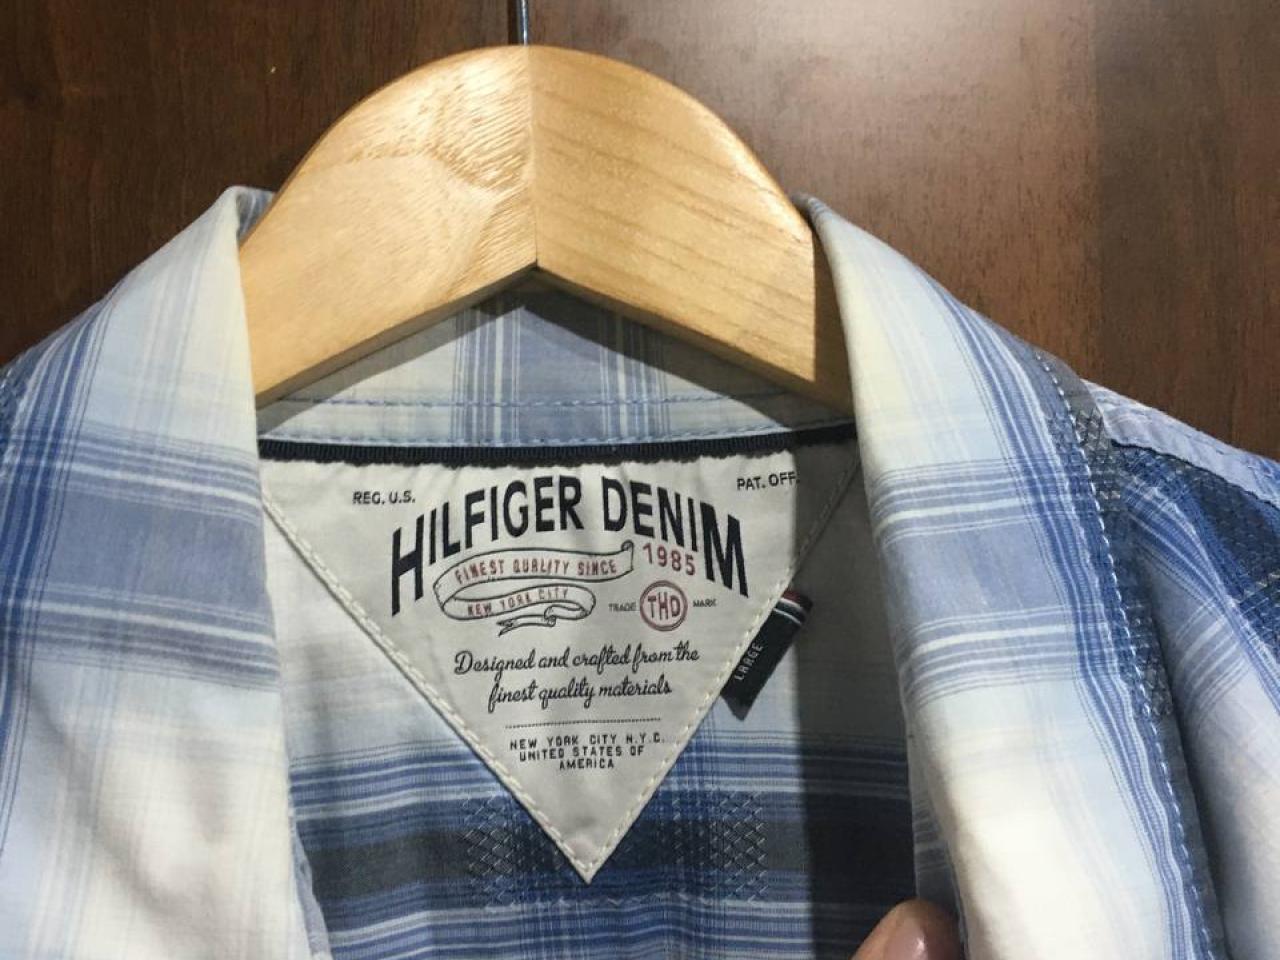 REG. U.S.
PAT. OFF.
HILFIGER DENIM
FINEST QUALITY SINCE 1985
NEW YORK CITY
TRADE THD MARK
Designed and crafted from the
finest quality materials
NEW YORK CITY N.Y.C.
UNITED STATES OF
AMERICA
LARGE